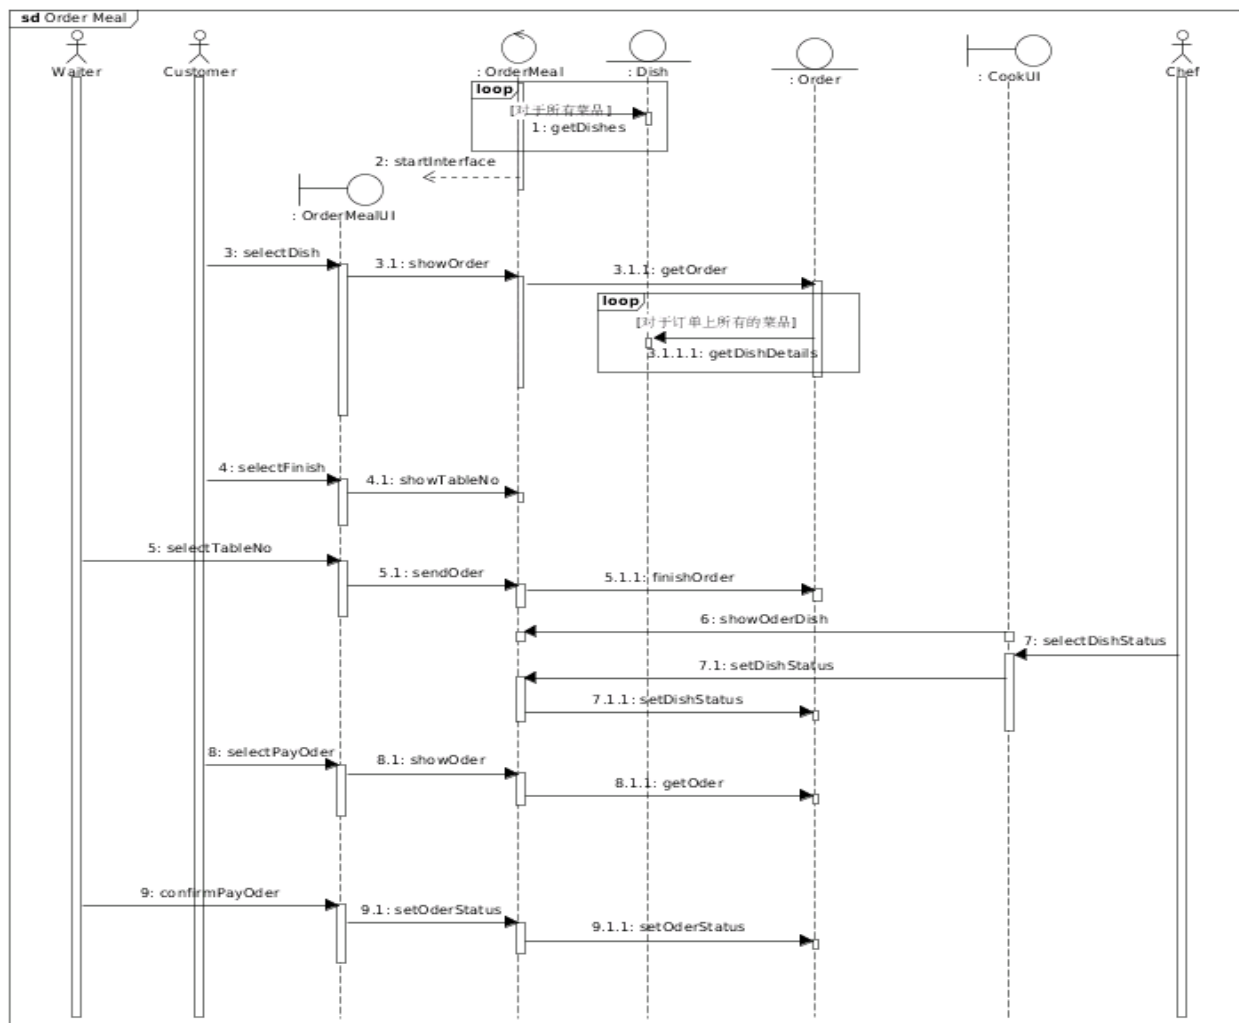 sd Order Meal
Waiter
Customer
: OrderMeal
: Dish
: Order
: CookUI
Chef
loop
[对于所有菜品]
1: getDishes
2: startInterface
: OrderMealUI
3: selectDish
3.1: showOrder
3.1.1: getOrder
loop
[对于订单上所有的菜品]
3.1.1.1: getDishDetails
4: selectFinish
4.1: showTableNo
5: selectTableNo
5.1: sendOder
5.1.1: finishOrder
6: showOderDish
7: selectDishStatus
7.1: setDishStatus
7.1.1: setDishStatus
8: selectPayOder
8.1: showOder
8.1.1: getOder
9: confirmPayOder
9.1: setOderStatus
9.1.1: setOderStatus